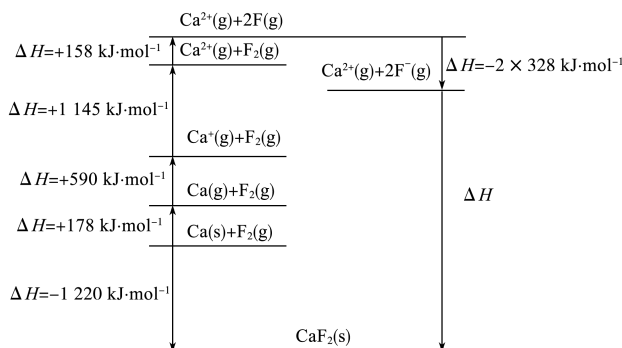 Ca²⁺(g)+2F(g)
ΔH=+158 kJ·mol⁻¹
Ca²⁺(g)+F₂(g)
Ca²⁺(g)+2F⁻(g)
ΔH=−2 × 328 kJ·mol⁻¹
ΔH=+1 145 kJ·mol⁻¹
Ca⁺(g)+F₂(g)
ΔH=+590 kJ·mol⁻¹
Ca(g)+F₂(g)
ΔH
ΔH=+178 kJ·mol⁻¹
Ca(s)+F₂(g)
ΔH=−1 220 kJ·mol⁻¹
CaF₂(s)